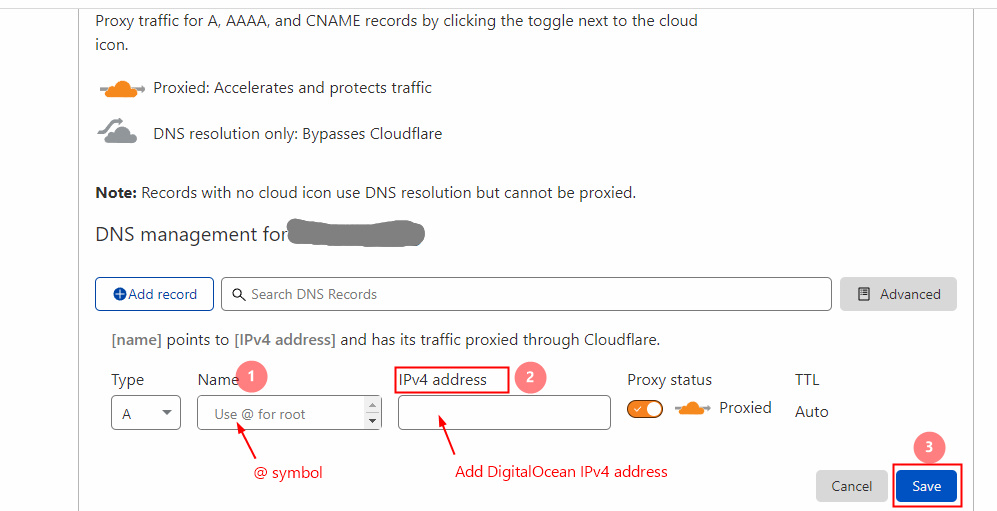 Proxy traffic for A, AAAA, and CNAME records by clicking the toggle next to the cloud
icon.
Proxied: Accelerates and protects traffic
DNS resolution only: Bypasses Cloudflare
Note: Records with no cloud icon use DNS resolution but cannot be proxied.
DNS management for
Add record
Search DNS Records
Advanced
[name] points to [IPv4 address] and has its traffic proxied through Cloudflare.
Type
Name
1
IPv4 address
2
Proxy status
TTL
A
Use @ for root
Proxied
Auto
@ symbol
Add DigitalOcean IPv4 address
3
Cancel
Save